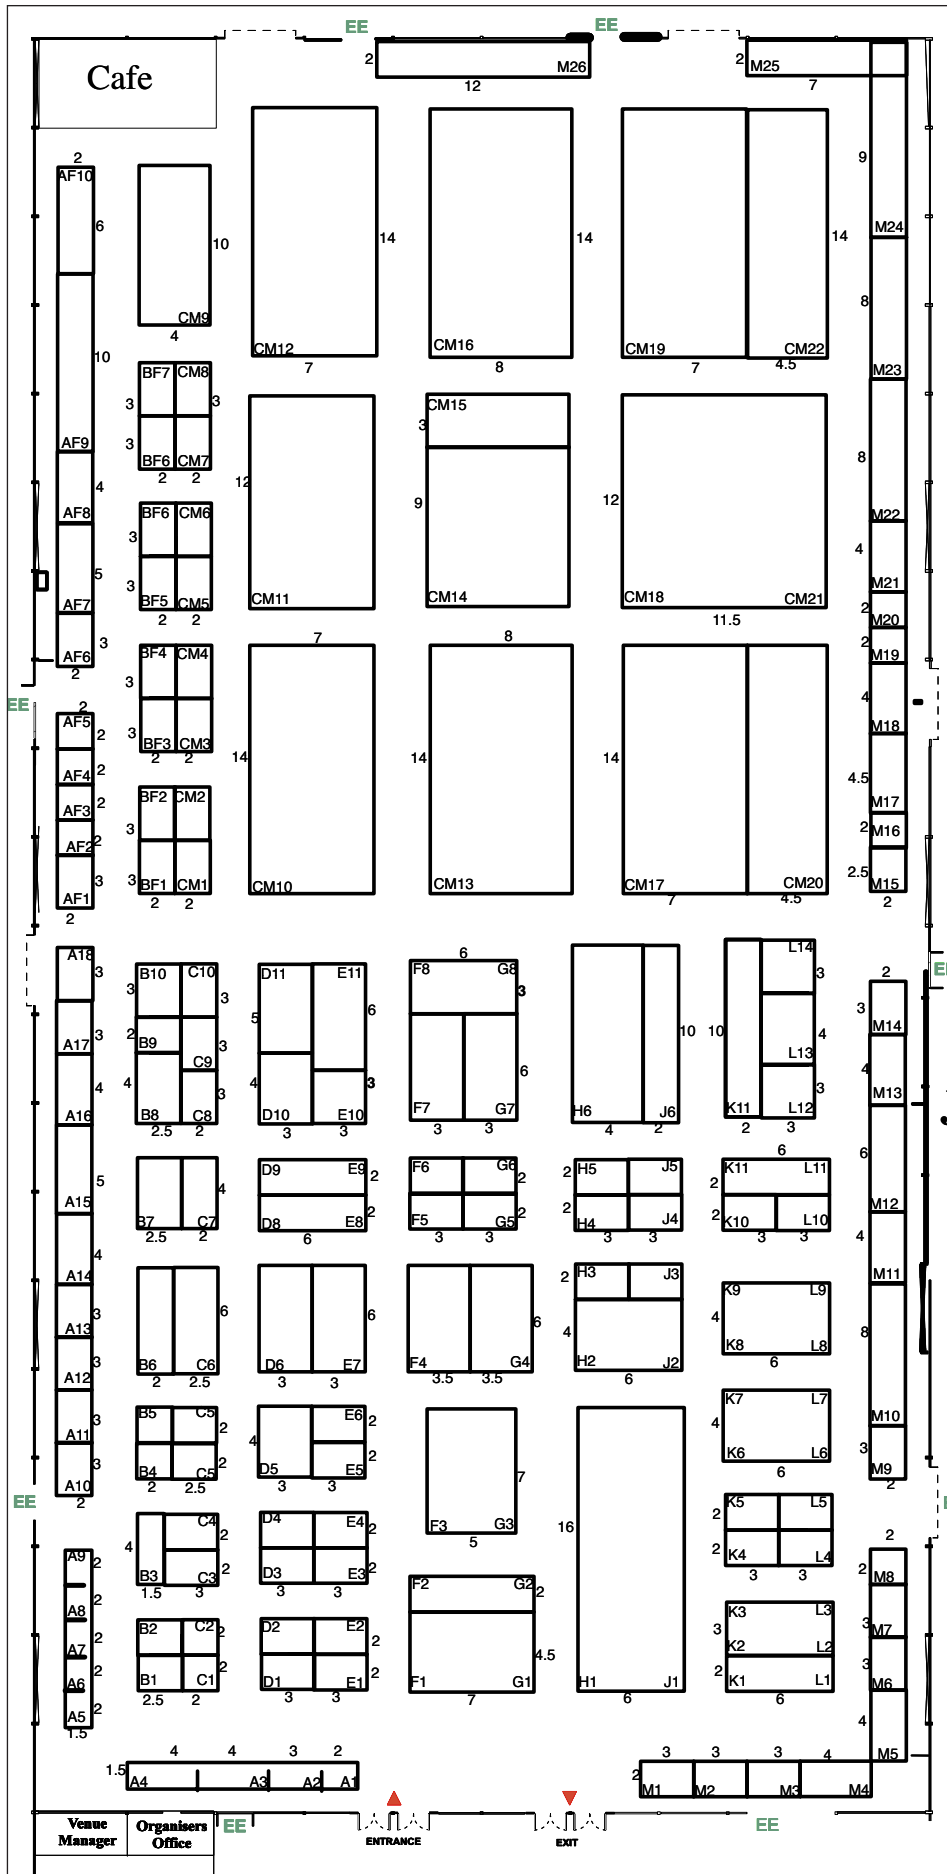 EE EE
2 M26 2 M25
12 7
Cafe
2
AF10
6
9
10
14 14 14
M24
CM9
4
8
CM12 CM16 CM19 CM22
7 8 7 4.5
10
BF7 CM8
M23
3 3
CM15
3
3
AF9
BF6 CM7
2 2
8
12
9
12
4
AF8
BF6 CM6
M22
3
4
5
3
M21
AF7
BF5 CM5
CM11 CM14 CM18 CM21
2
M20
2 2
11.5
3
7 8
2
AF6
BF4 CM4
M19
2
3
4
EE
2
AF5
M18
2
3
BF3 CM3
2 2
14 14 14
AF4 2
4.5
BF2 CM2
AF3 2
M17
3
2
M16
AF2 2
3
3
BF1 CM1
CM10 CM13 CM17 CM20
2.5
M15
AF1
2 2
7 4.5
2
2
A18
3
B10 C10
D11 E11
6
F8 G8
L14
EE
2
3 3
3
3
3
5
6
3
M14
A17
3
2
B9
3
C9
10 10
4
L13
4
4
B8
3
C8
4
3
6
3
M13
A16
D10 E10
F7 G7
H6 J6
K11 L12
2.5 2
3 3
3 3
4 2
2 3
6
6
5
4
D9 E9 2
F6 G6 2
2 H5 J5
2 K11 L11
A15
B7 C7
D8 E8 2
F5 G5 2
2 H4 J4
2 K10 L10
M12
2.5 2
6
3 3
3 3
3 3
4
4
A14
M11
2 H3 J3
K9 L9
3
6 6 6
4
4
8
A13
K8 L8
3
B6 C6
D6 E7
F4 G4
H2 J2
6
A12
2 2.5
3 3
3.5 3.5
6
K7 L7
3
B5 C5 2
E6 2
4
M10
A11
4
7
K6 L6
3
B4 C5 2
D5 E5 2
6
3
M9
A10
2 2.5
3 3
2
2
EE
4
C4 2
D4 E4 2
F3 G3
16
2 K5 L5
5
2
A9 2
B3 C3 2
D3 E3 2
2 K4 L4
2
M8
1.5 3
3 3
F2 G2 2
3 3
A8 2
K3 L3
3
M7
B2 C2 2
D2 E2 2
3
A7 2
4.5
K2 L2
3
A6 2
B1 C1 2
D1 E1 2
F1 G1
H1 J1
2 K1 L1
M6
2.5 2
3 3
7
6
6
A5 2
4
1.5
4 4 3 2
3 3 3 4
M5
1.5
A4 A3 A2 A1
2
M1 M2 M3 M4
Venue
Manager
Organisers
Office
EE
ENTRANCE
EXIT
EE